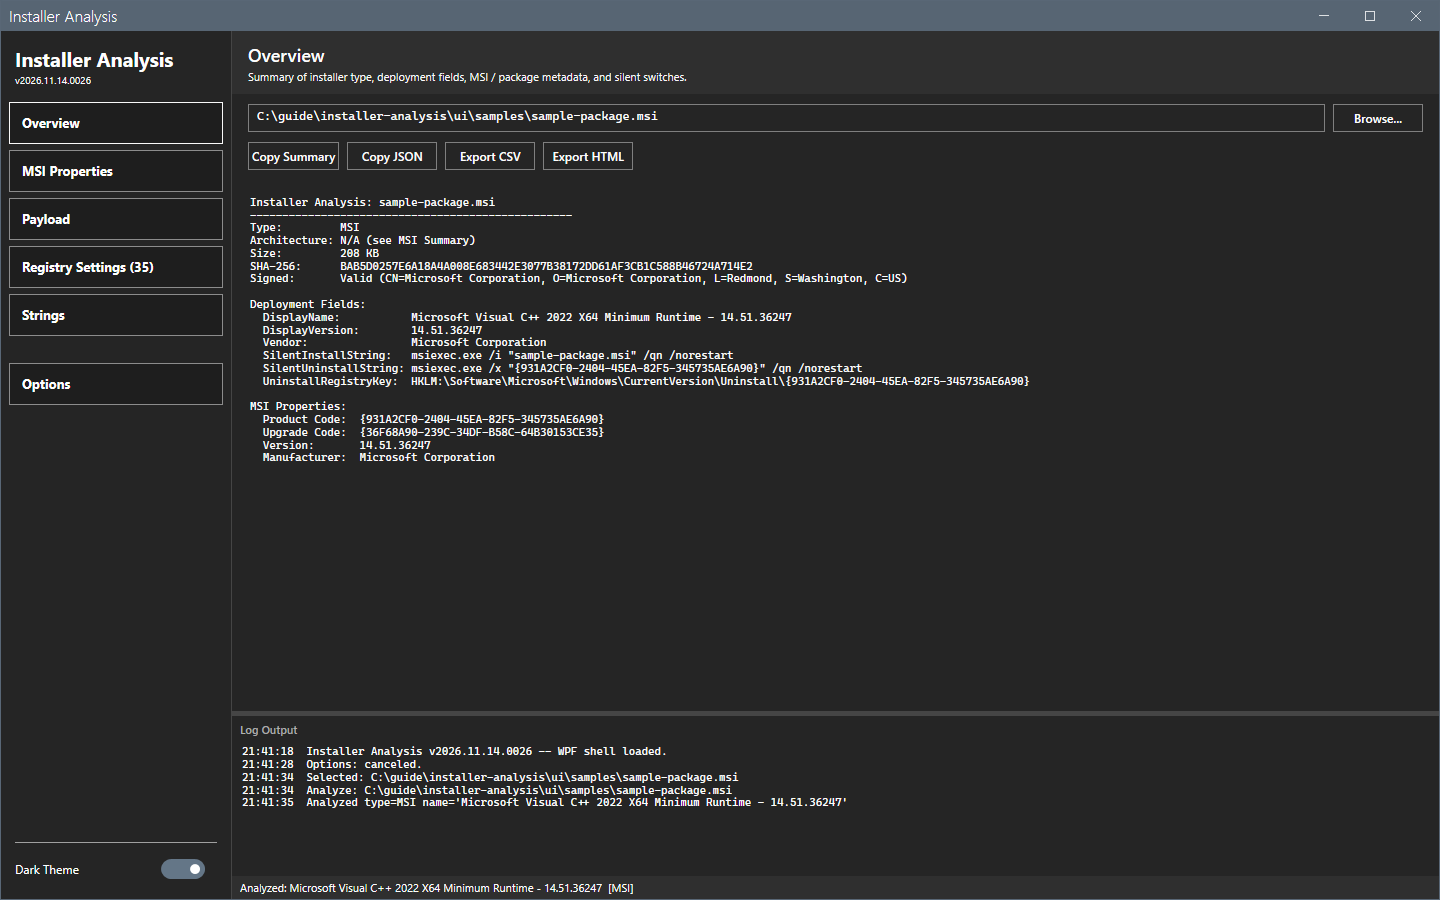 Installer Analysis
Installer Analysis
v2026.11.14.0026
Overview
MSI Properties
Payload
Registry Settings (35)
Strings
Options
Dark Theme
Overview
Summary of installer type, deployment fields, MSI / package metadata, and silent switches.
C:\guide\installer-analysis\ui\samples\sample-package.msi
Browse...
Copy Summary
Copy JSON
Export CSV
Export HTML
Installer Analysis: sample-package.msi
--------------------------------------------------
Type: MSI
Architecture: N/A (see MSI Summary)
Size: 208 KB
SHA-256: BAB5D0257E6A18A4A008E683442E3077B38172DD61AF3CB1C588B46724A714E2
Signed: Valid (CN=Microsoft Corporation, O=Microsoft Corporation, L=Redmond, S=Washington, C=US)
Deployment Fields:
DisplayName: Microsoft Visual C++ 2022 X64 Minimum Runtime - 14.51.36247
DisplayVersion: 14.51.36247
Vendor: Microsoft Corporation
SilentInstallString: msiexec.exe /i "sample-package.msi" /qn /norestart
SilentUninstallString: msiexec.exe /x "{931A2CF0-2404-45EA-82F5-345735AE6A90}" /qn /norestart
UninstallRegistryKey: HKLM:\Software\Microsoft\Windows\CurrentVersion\Uninstall\{931A2CF0-2404-45EA-82F5-345735AE6A90}
MSI Properties:
Product Code: {931A2CF0-2404-45EA-82F5-345735AE6A90}
Upgrade Code: {36F68A90-239C-34DF-B58C-64B30153CE35}
Version: 14.51.36247
Manufacturer: Microsoft Corporation
Log Output
21:41:18 Installer Analysis v2026.11.14.0026 -- WPF shell loaded.
21:41:28 Options: canceled.
21:41:34 Selected: C:\guide\installer-analysis\ui\samples\sample-package.msi
21:41:34 Analyze: C:\guide\installer-analysis\ui\samples\sample-package.msi
21:41:35 Analyzed type=MSI name='Microsoft Visual C++ 2022 X64 Minimum Runtime - 14.51.36247'
Analyzed: Microsoft Visual C++ 2022 X64 Minimum Runtime - 14.51.36247 [MSI]